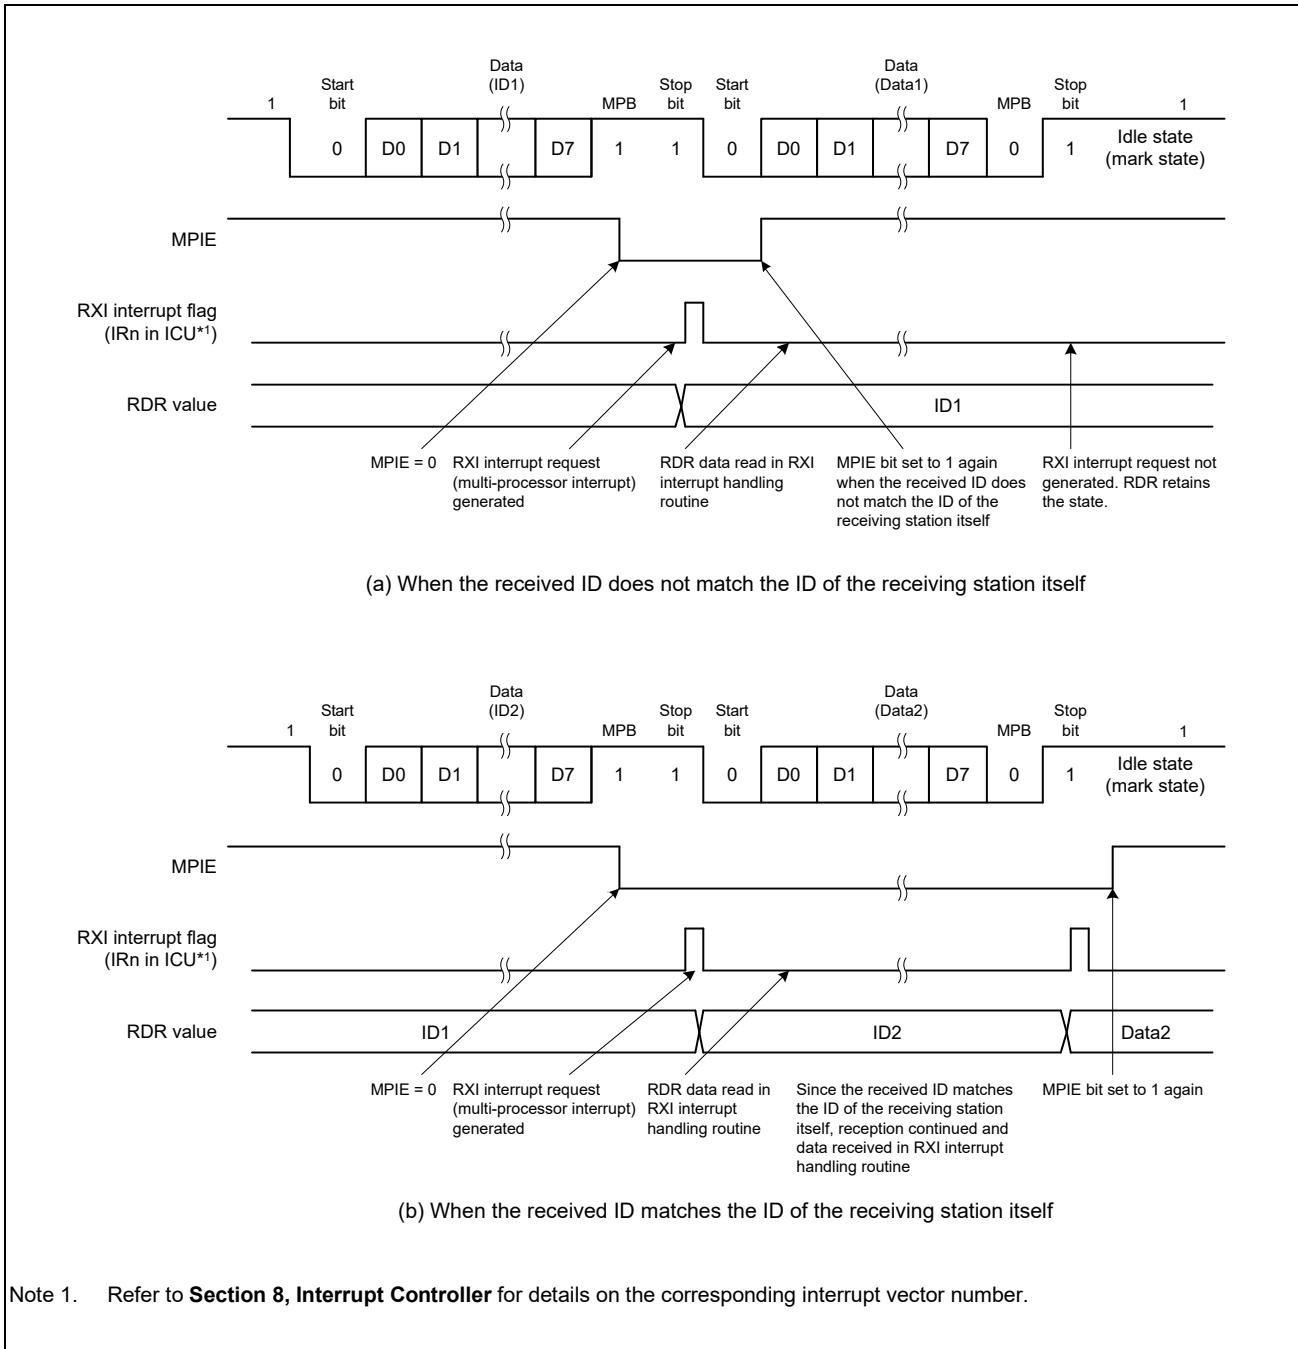 Data
(ID1)
Data
(Data1)
Start
bit
Stop
bit
Start
bit
Stop
bit
1
MPB
MPB
1
0 D0 D1 D7 1 1 0 D0 D1 D7 0 1
Idle state
(mark state)
MPIE
RXI interrupt flag
(IRn in ICU*1)
RDR value
ID1
MPIE = 0
RXI interrupt request
(multi-processor interrupt)
generated
RDR data read in RXI
interrupt handling
routine
MPIE bit set to 1 again
when the received ID does
not match the ID of the
receiving station itself
RXI interrupt request not
generated. RDR retains
the state.
(a) When the received ID does not match the ID of the receiving station itself
Data
(ID2)
Data
(Data2)
Start
bit
Stop
bit
Start
bit
Stop
bit
1
MPB
MPB
1
0 D0 D1 D7 1 1 0 D0 D1 D7 0 1
Idle state
(mark state)
MPIE
RXI interrupt flag
(IRn in ICU*1)
RDR value
ID1
ID2
Data2
MPIE = 0
RXI interrupt request
(multi-processor interrupt)
generated
RDR data read in
RXI interrupt
handling routine
Since the received ID matches
the ID of the receiving station
itself, reception continued and
data received in RXI interrupt
handling routine
MPIE bit set to 1 again
(b) When the received ID matches the ID of the receiving station itself
Note 1. Refer to Section 8, Interrupt Controller for details on the corresponding interrupt vector number.